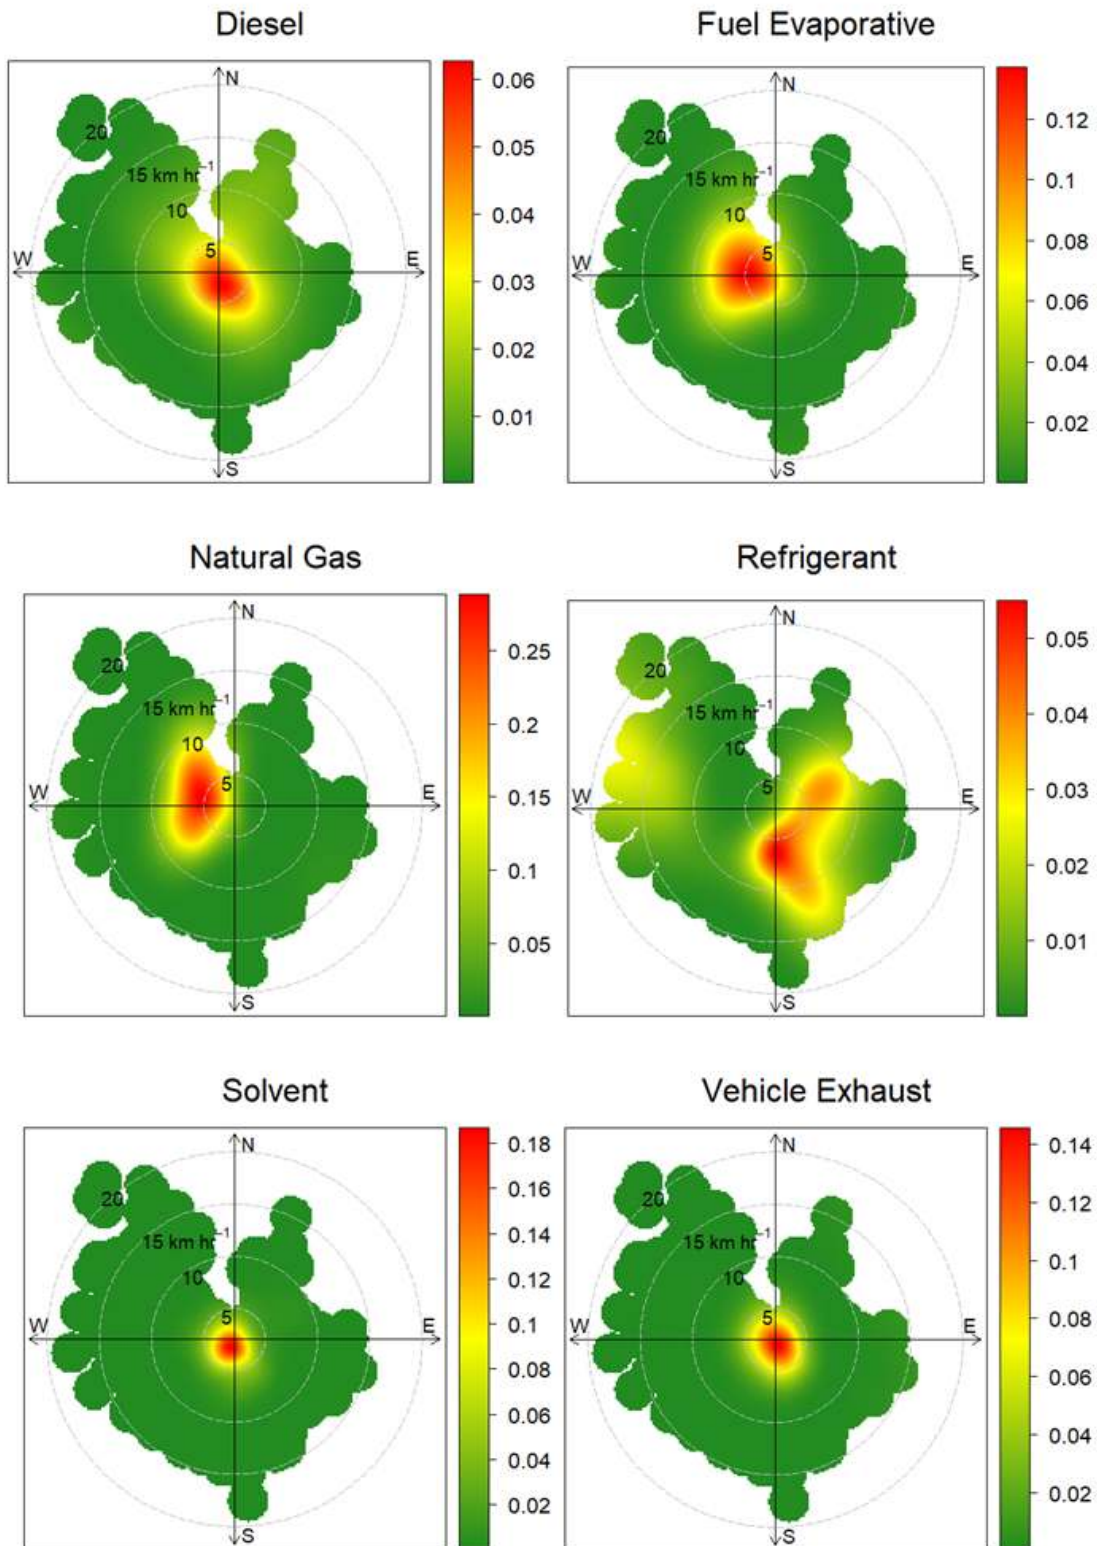 Diesel
N
20
15 km hr⁻¹
10
5
W
E
S
0.06
0.05
0.04
0.03
0.02
0.01
Fuel Evaporative
N
20
15 km hr⁻¹
10
5
W
E
S
0.12
0.1
0.08
0.06
0.04
0.02
Natural Gas
N
20
15 km hr⁻¹
10
5
W
E
S
0.25
0.2
0.15
0.1
0.05
Refrigerant
N
20
15 km hr⁻¹
10
5
W
E
S
0.05
0.04
0.03
0.02
0.01
Solvent
N
20
15 km hr⁻¹
10
5
W
E
S
0.18
0.16
0.14
0.12
0.1
0.08
0.06
0.04
0.02
Vehicle Exhaust
N
20
15 km hr⁻¹
10
5
W
E
S
0.14
0.12
0.1
0.08
0.06
0.04
0.02